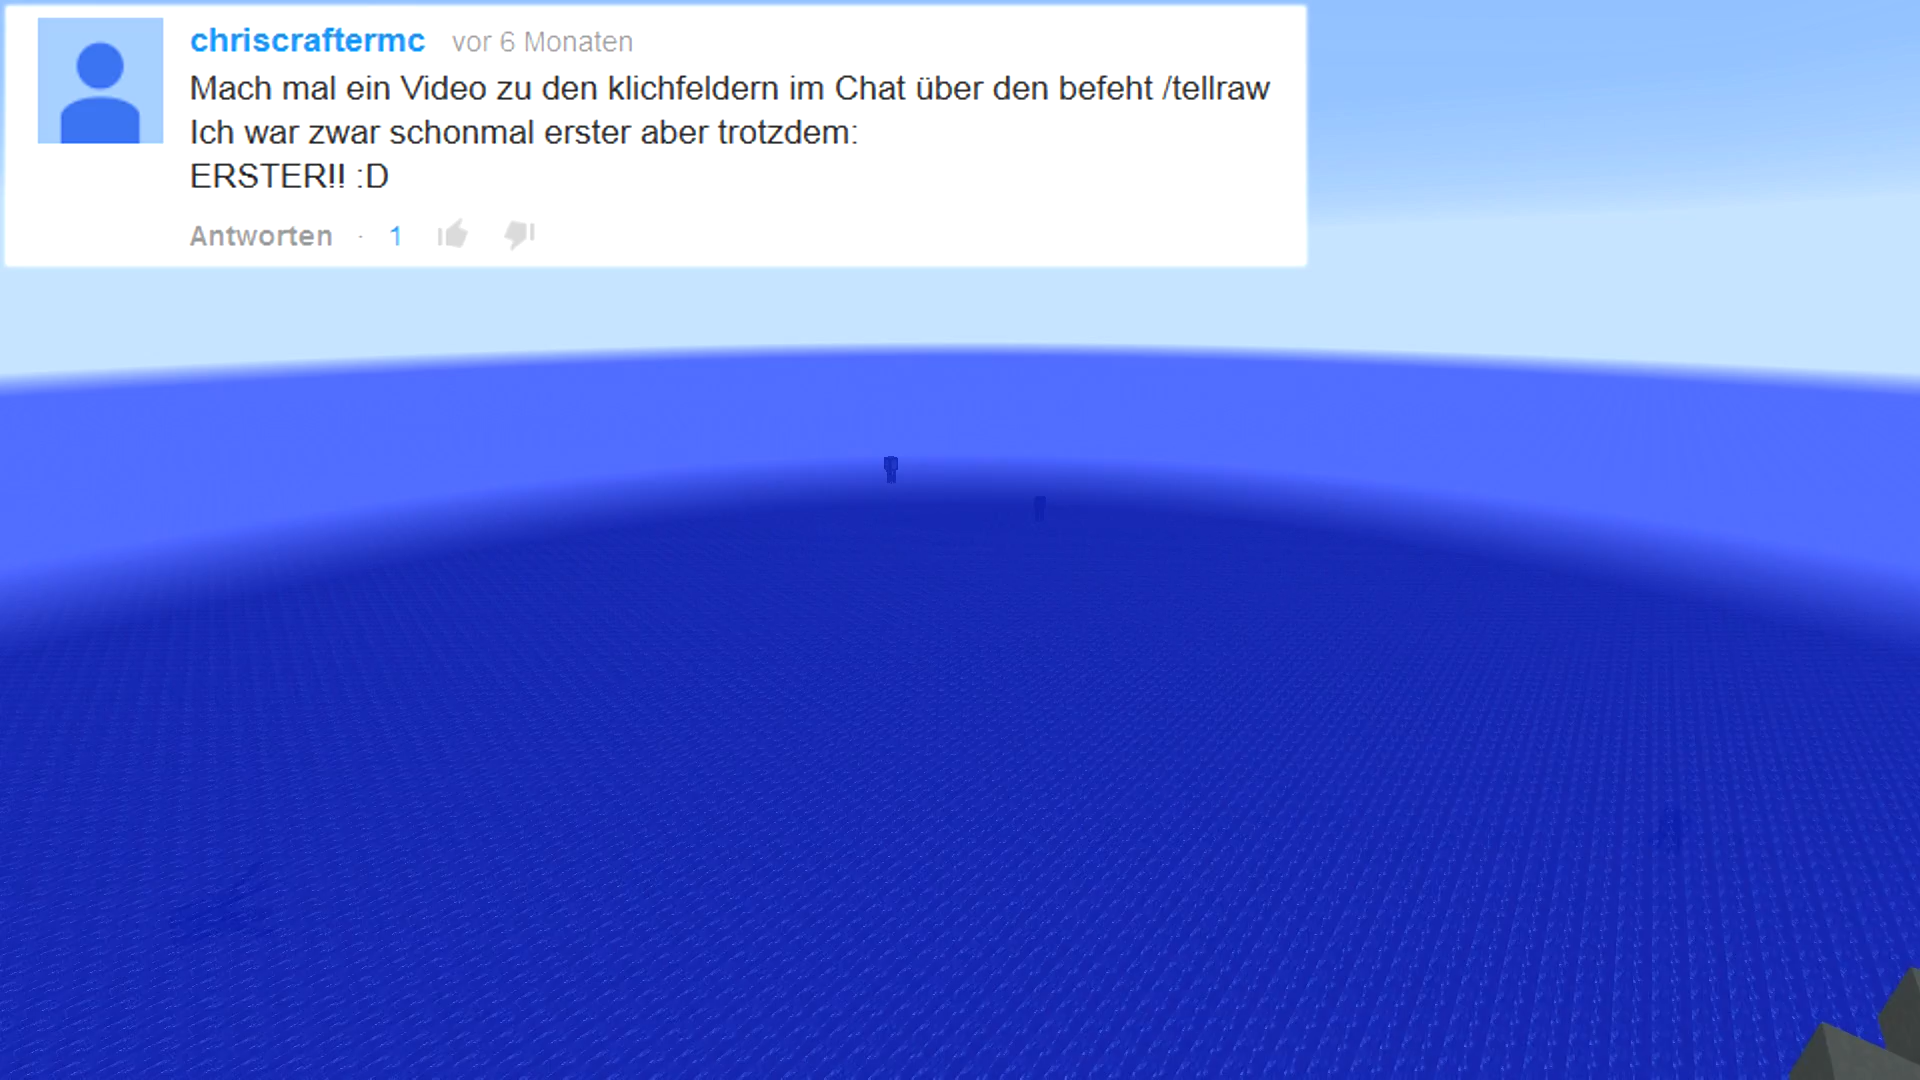 chriscraftermc vor 6 Monaten
Mach mal ein Video zu den klichfeldern im Chat über den befeht /tellraw
Ich war zwar schonmal erster aber trotzdem:
ERSTER!! :D
Antworten · 1